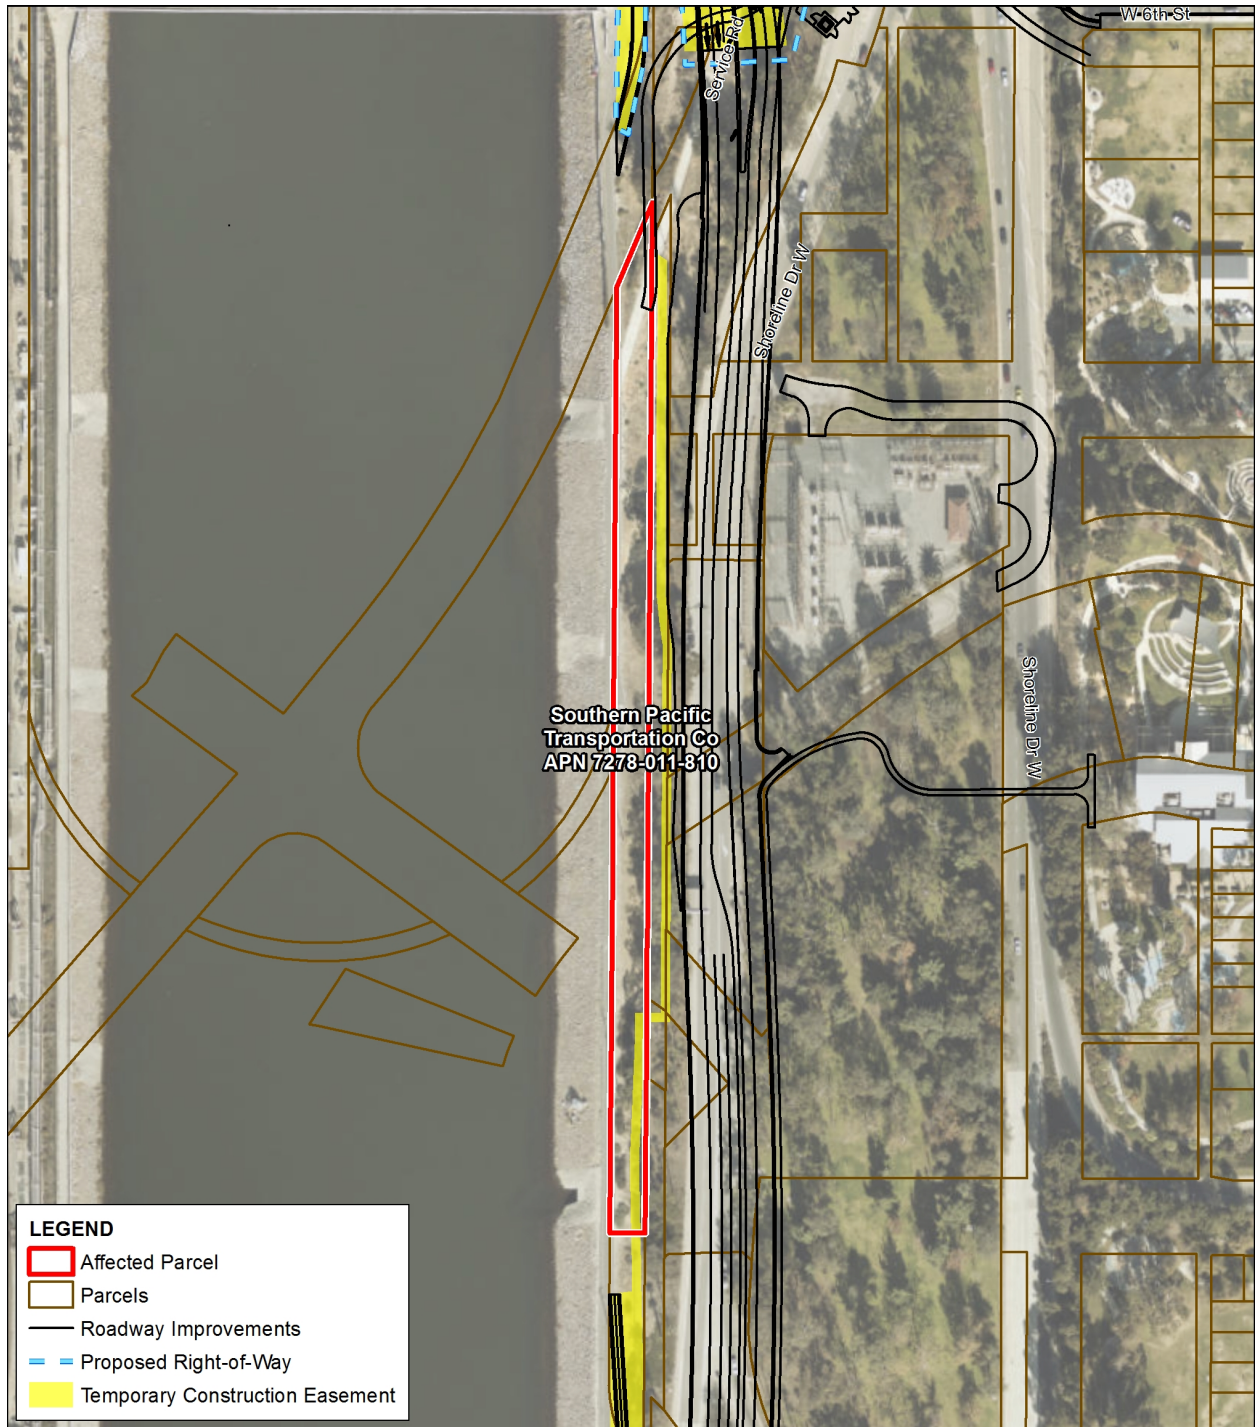 W 6th St
Service Rd
Shoreline Dr W
Shoreline Dr W
Southern Pacific
Transportation Co
APN 7278-011-810
LEGEND
Affected Parcel
Parcels
Roadway Improvements
Proposed Right-of-Way
Temporary Construction Easement